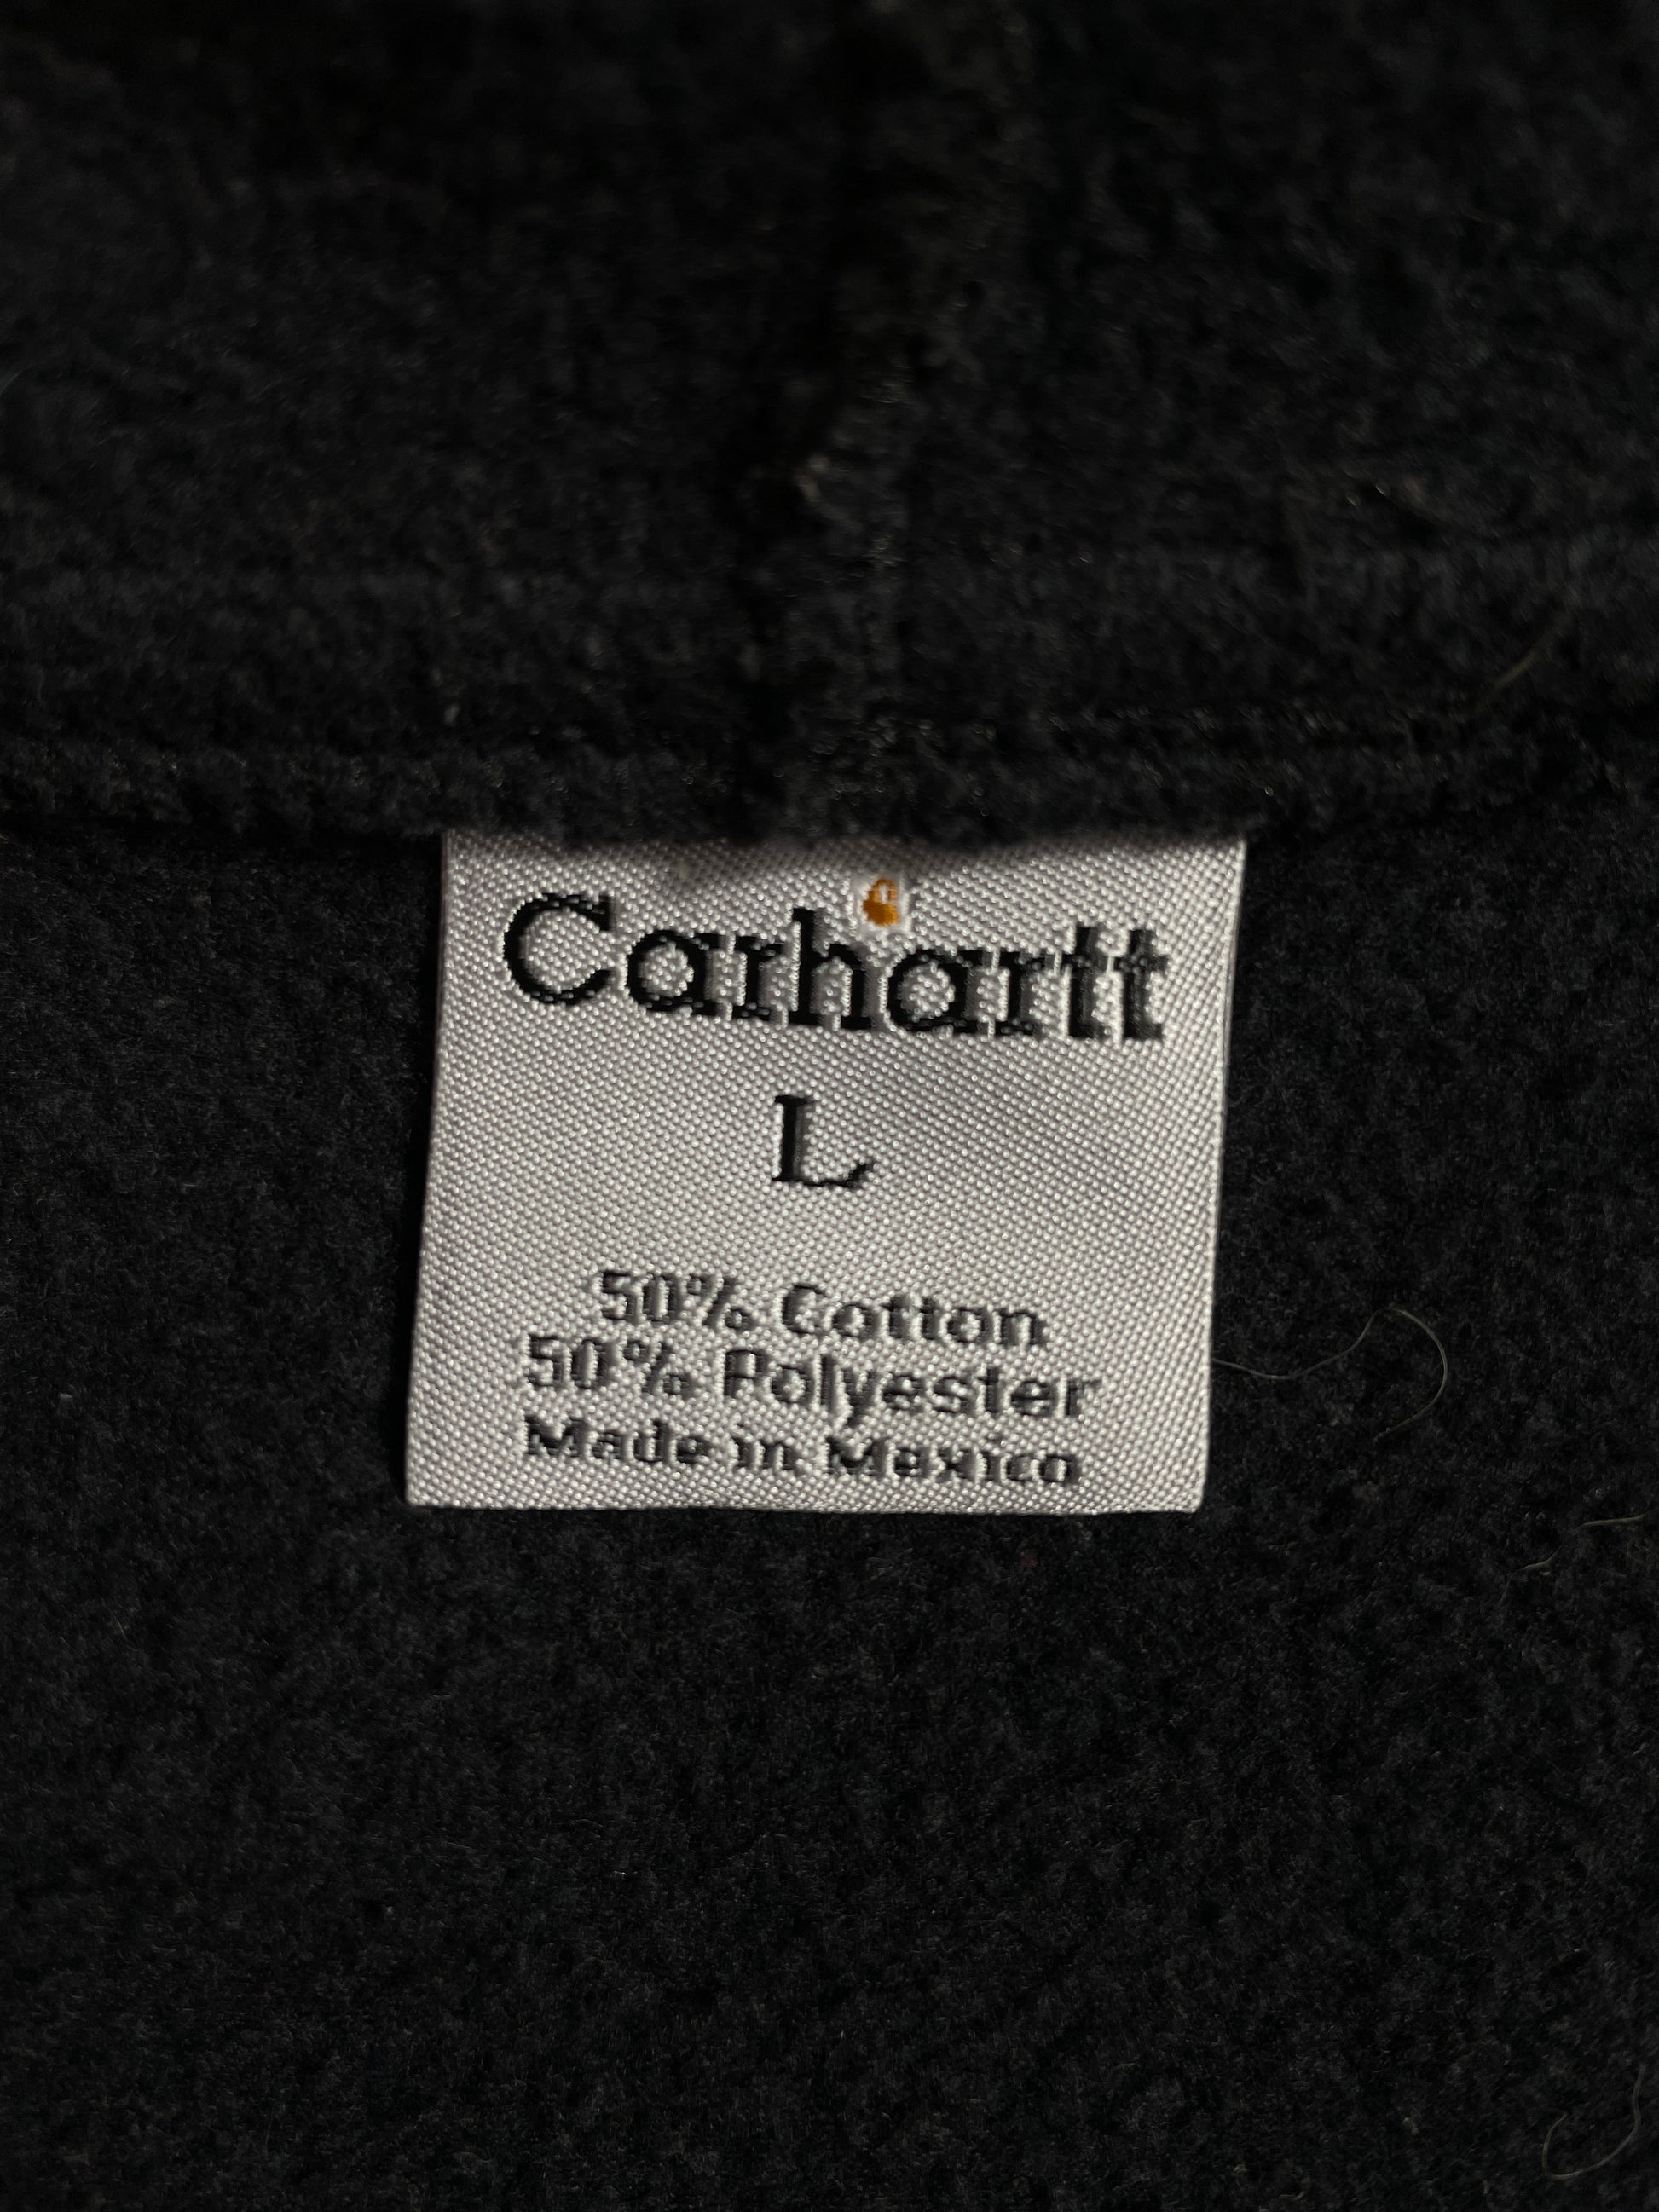 Carhartt
L
50% Cotton
50% Polyester
Made in Mexico